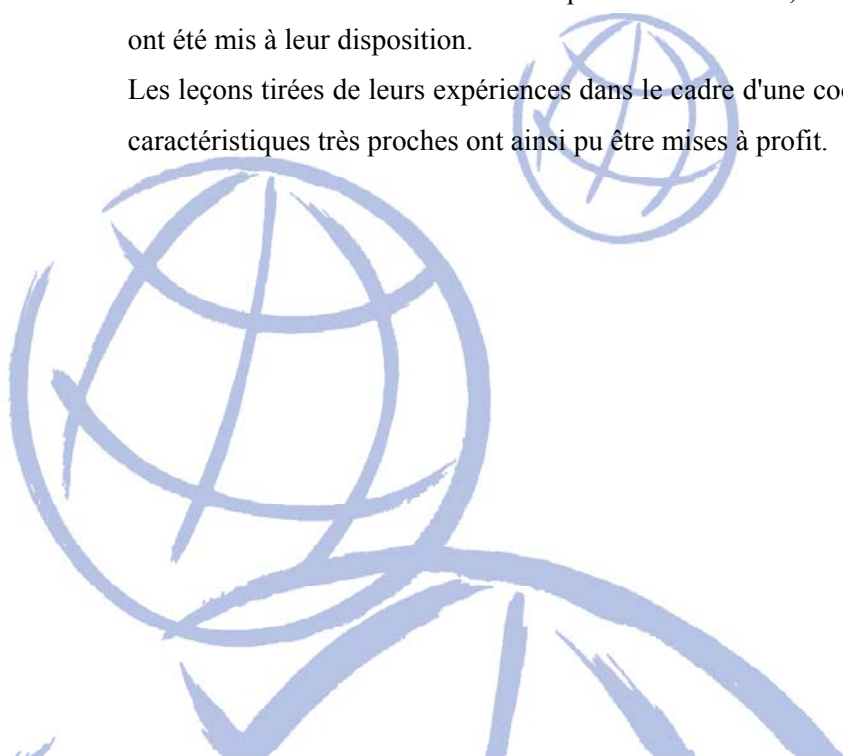 ont été mis à leur disposition.
Les leçons tirées de leurs expériences dans le cadre d'une
caractéristiques très proches ont ainsi pu être mises à profit.